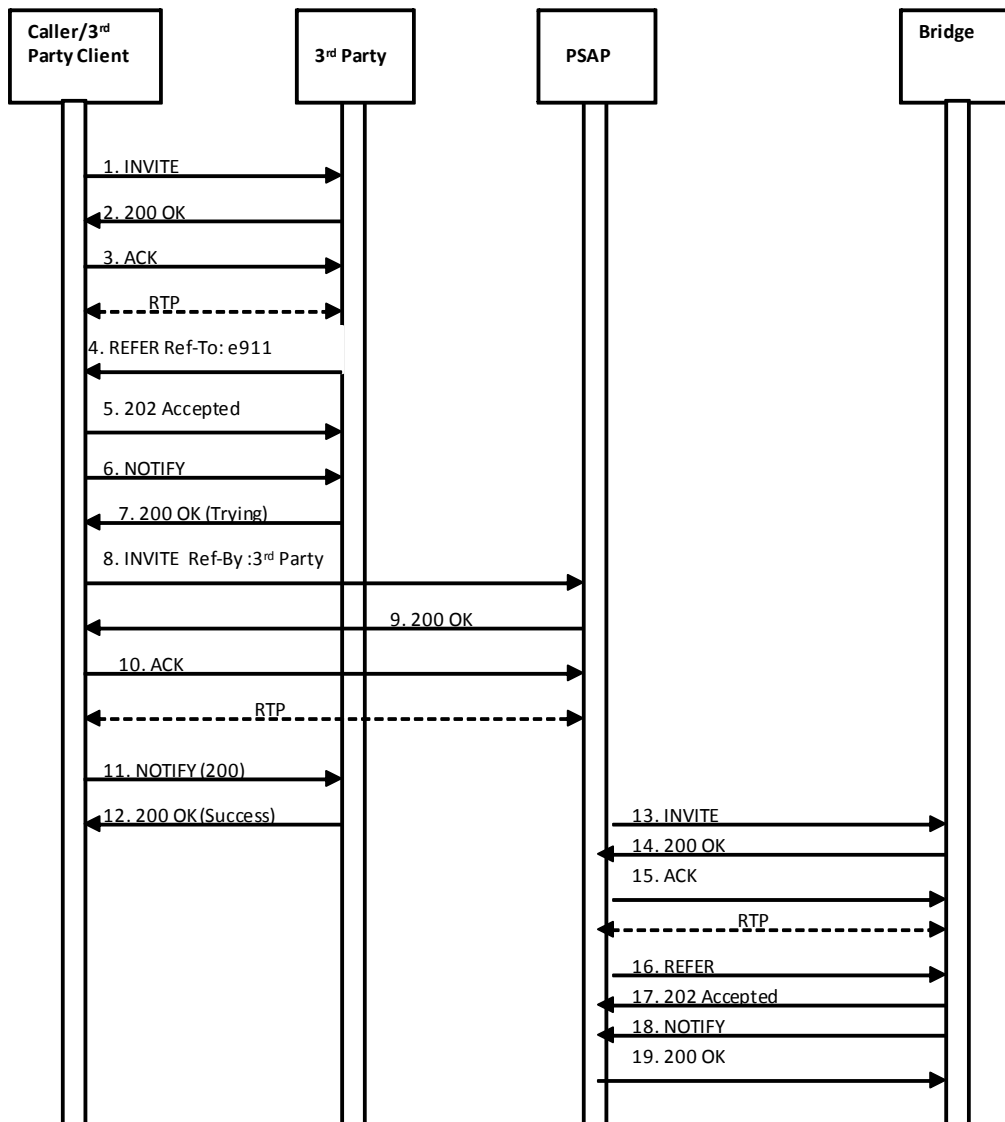 Caller/3rd
Party Client
3rd Party
PSAP
Bridge
1. INVITE
2. 200 OK
3. ACK
RTP
4. REFER Ref-To: e911
5. 202 Accepted
6. NOTIFY
7. 200 OK (Trying)
8. INVITE Ref-By :3rd Party
9. 200 OK
10. ACK
RTP
11. NOTIFY (200)
12. 200 OK (Success)
13. INVITE
14. 200 OK
15. ACK
RTP
16. REFER
17. 202 Accepted
18. NOTIFY
19. 200 OK